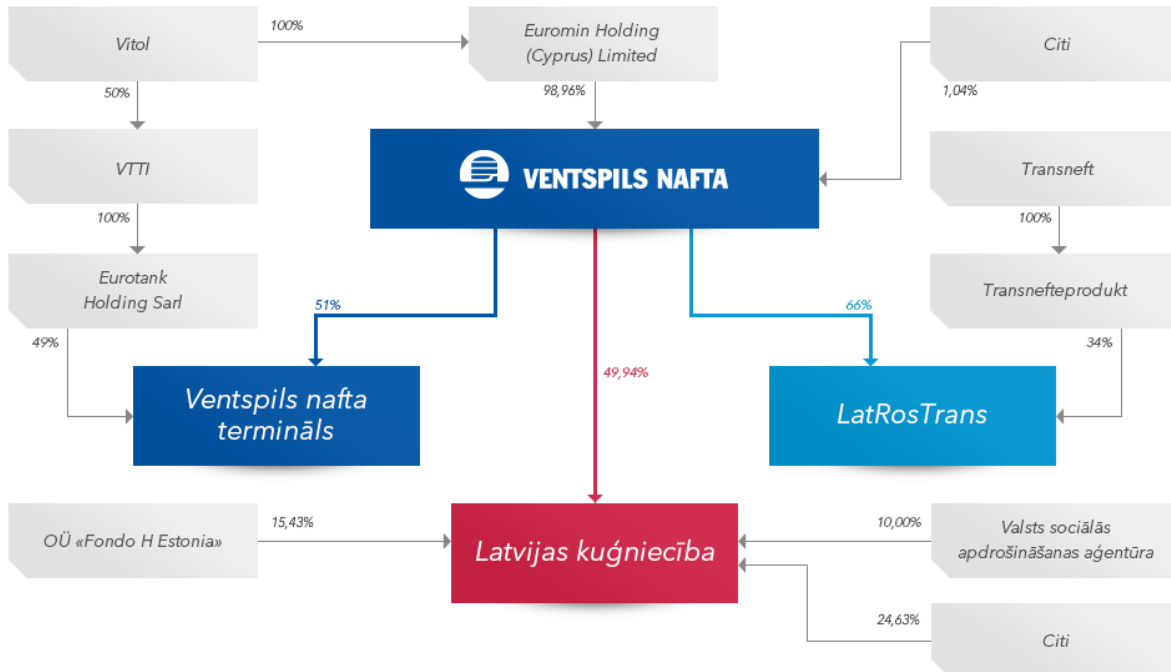 Vitol
100%
Euromin Holding
(Cyprus) Limited
Citi
50%
98,96%
1,04%
VTTI
VENTSPILS NAFTA
Transneft
100%
100%
Eurotank
Holding Sarl
Transnefteprodukt
51%
66%
49%
34%
49,94%
Ventspils nafta
termināls
LatRosTrans
OÜ «Fondo H Estonia»
15,43%
Latvijas kuģniecība
10,00%
Valsts sociālās
apdrošināšanas aģentūra
24,63%
Citi